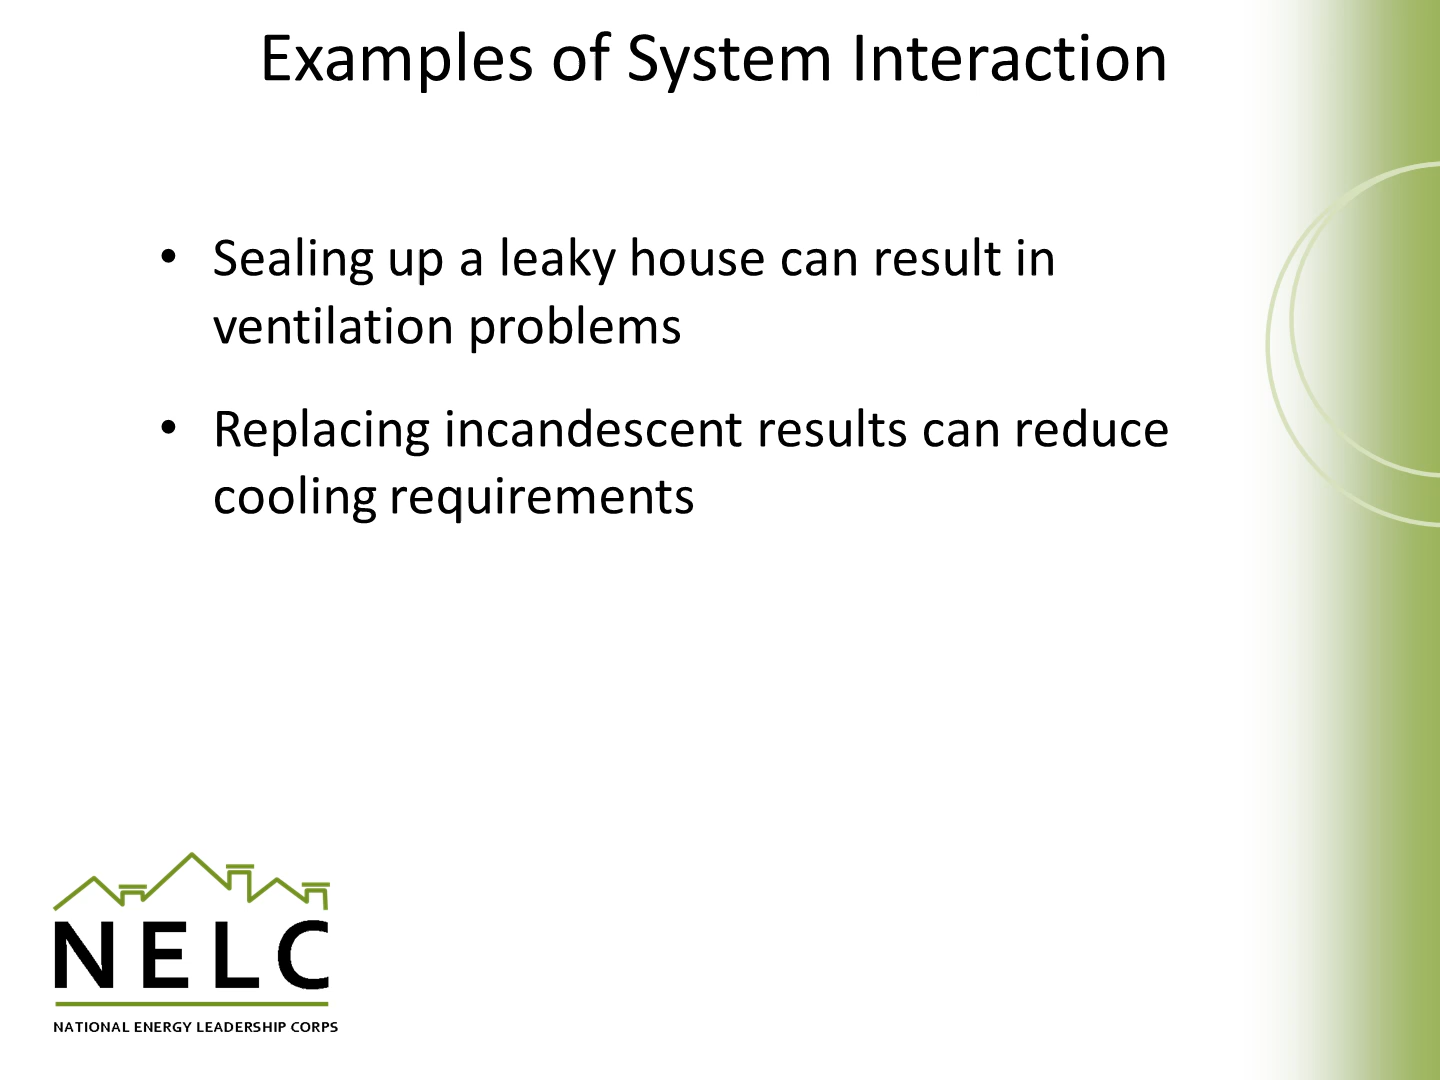 Examples of System Interaction
• Sealing up a leaky house can result in
ventilation problems
• Replacing incandescent results can reduce
cooling requirements
NELC
NATIONAL ENERGY LEADERSHIP CORPS